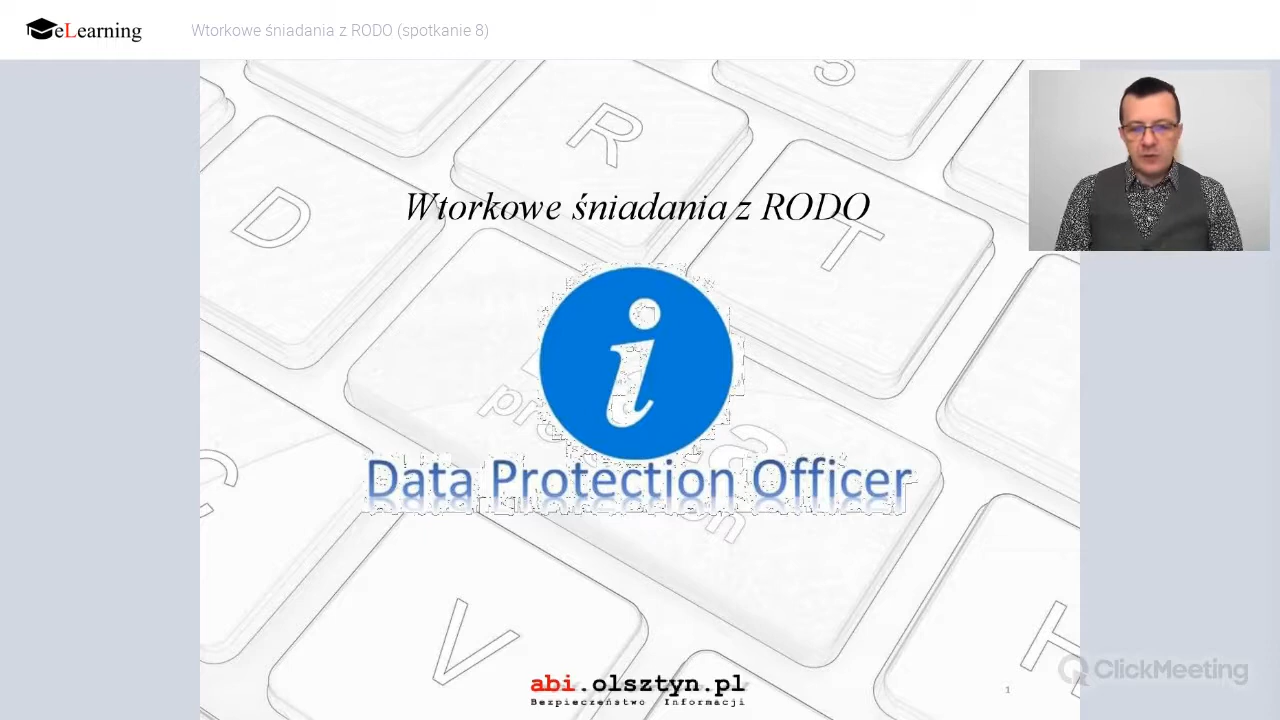 eLearning
Wtorkowe śniadania z RODO (spotkanie 8)
S
R
D
Wtorkowe śniadania z RODO
T
i
Data Protection Officer
C
V
H
abi.olsztyn.pl
Bezpieczeństwo Informacji
1
ClickMeeting